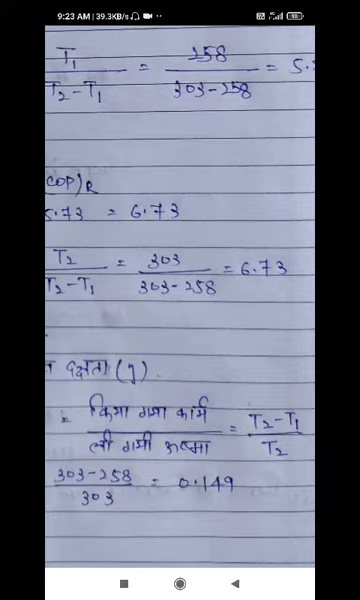 9:23 AM | 39.3KB/s
T₁ / T₂ - T₁ = 258 / 303 - 258 = 5.
COP)R
5.73 = 6.73
T₂ / T₂ - T₁ = 303 / 303 - 258 = 6.73
दक्षता (η).
= किया गया कार्य / ली गयी ऊष्मा = T₂ - T₁ / T₂
303 - 258 / 303 = 0.149